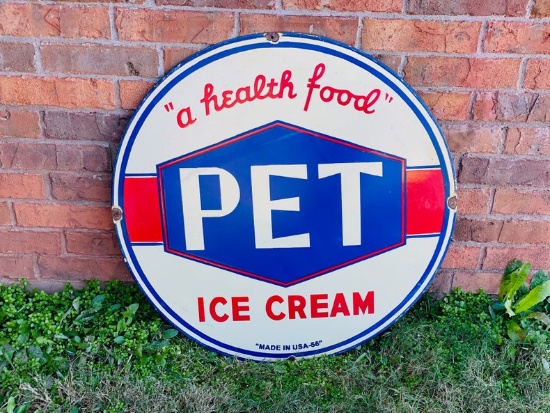 "a health food"
PET
ICE CREAM
"MADE IN USA-56"